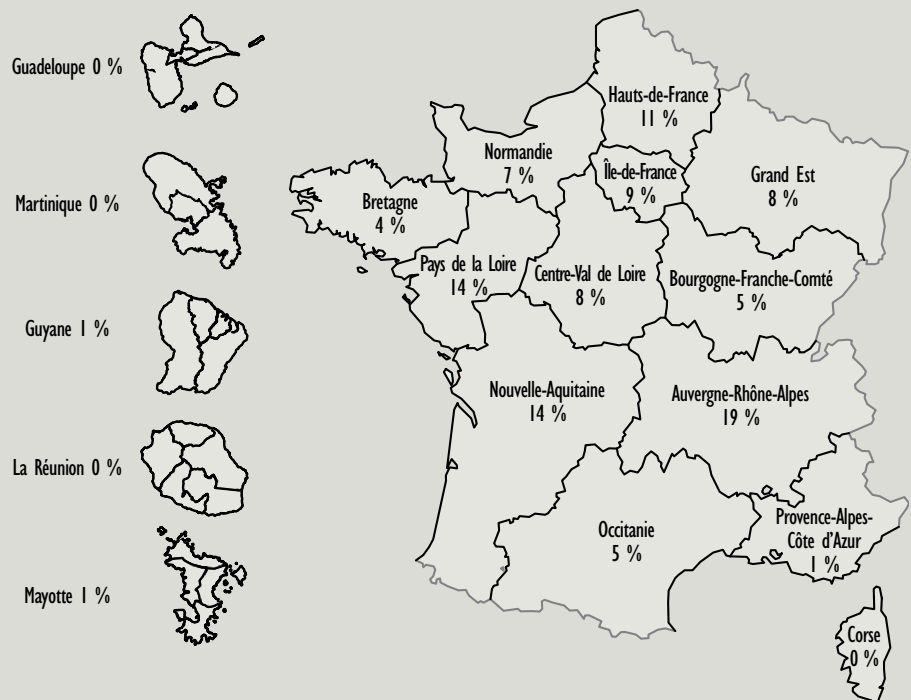 Guadeloupe 0 %
Martinique 0 %
Guyane 1 %
La Réunion 0 %
Mayotte 1 %
Hauts-de-France
11 %
Normandie
7 %
Île-de-France
9 %
Grand Est
8 %
Bretagne
4 %
Pays de la Loire
14 %
Centre-Val de Loire
8 %
Bourgogne-Franche-Comté
5 %
Nouvelle-Aquitaine
14 %
Auvergne-Rhône-Alpes
19 %
Occitanie
5 %
Provence-Alpes-
Côte d'Azur
1 %
Corse
0 %